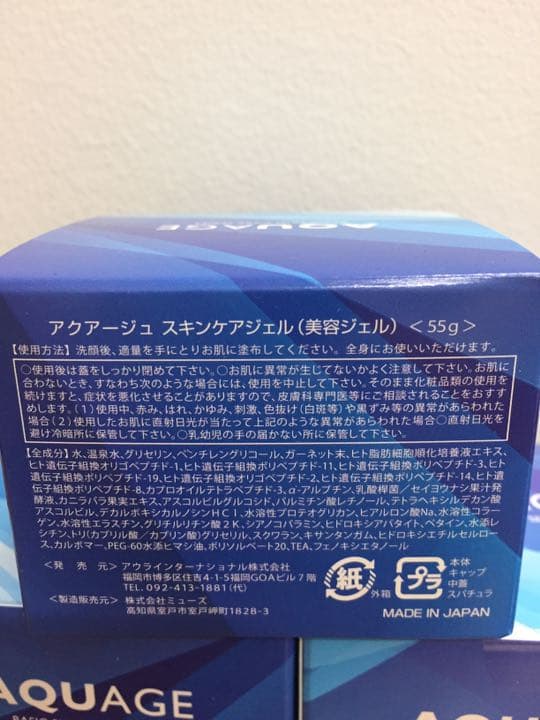 AQUAGE
アクアージュ スキンケアジェル（美容ジェル）＜55g＞
【使用方法】洗顔後、適量を手にとりお肌に塗布してください。全身にお使いいただけます。
○使用後は蓋をしっかり閉めて下さい。○お肌に異常が生じてないかよく注意して下さい。お肌に
合わないとき、すなわち次のような場合には、使用を中止して下さい。そのまま化粧品類の使用を
続けますと、症状を悪化させることがありますので、皮膚科専門医等にご相談されることをおすす
めします。（1）使用中、赤み、はれ、かゆみ、刺激、色抜け（白斑等）や黒ずみ等の異常があらわれた
場合（2）使用したお肌に直射日光が当たって上記のような異常があらわれた場合○直射日光を
避け冷暗所に保管して下さい。○乳幼児の手の届かない所に保管して下さい。
【全成分】水、温泉水、グリセリン、ペンチレングリコール、ガーネット末、ヒト脂肪細胞順化培養液エキス、
ヒト遺伝子組換オリゴペプチド-1、ヒト遺伝子組換ポリペプチド-11、ヒト遺伝子組換ポリペプチド-3、ヒト
遺伝子組換ポリペプチド-19、ヒト遺伝子組換オリゴペプチド-2、ヒト遺伝子組換ポリペプチド-14、ヒト遺
伝子組換ポリペプチド-8、カプロオイルテトラペプチド-3、α-アルブチン、乳酸桿菌／セイヨウナシ果汁発
酵液、カニナバラ果実エキス、アスコルビルグルコシド、パルミチン酸レチノール、テトラヘキシルデカン酸
アスコルビル、デカルボキシカルノシンHCl、水溶性プロテオグリカン、ヒアルロン酸Na、水溶性コラー
ゲン、水溶性エラスチン、グリチルリチン酸2K、シアノコバラミン、ヒドロキシアパタイト、ベタイン、水添レ
シチン、トリ（カプリル酸／カプリン酸）グリセリル、スクワラン、キサンタンガム、ヒドロキシエチルセルロー
ス、カルボマー、PEG-60水添ヒマシ油、ポリソルベート20、TEA、フェノキシエタノール
＜発売元＞ アウラインターナショナル株式会社
福岡市博多区住吉4-1-5福岡GOAビル7階
TEL. 092-413-1881（代）
＜製造販売元＞ 株式会社ミューズ
高知県室戸市室戸岬町1828-3
紙
外箱
プラ
本体
キャップ
中蓋
スパチュラ
MADE IN JAPAN
AQUAGE
AQU